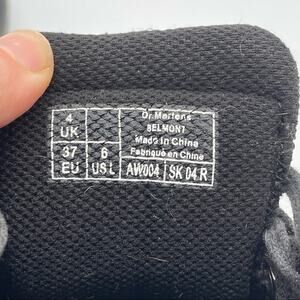 4
UK
37
EU
6
US L
Dr.Martens
BELMONT
Made in China
Fabriqué en Chine
AW004
SK 04 R